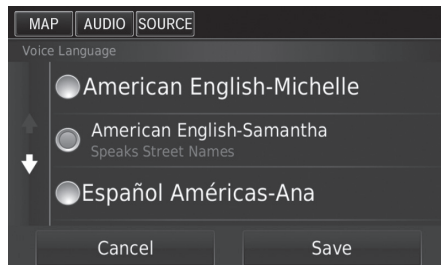 MAP AUDIO SOURCE
Voice Language
American English-Michelle
American English-Samantha
Speaks Street Names
Español Américas-Ana
Cancel Save